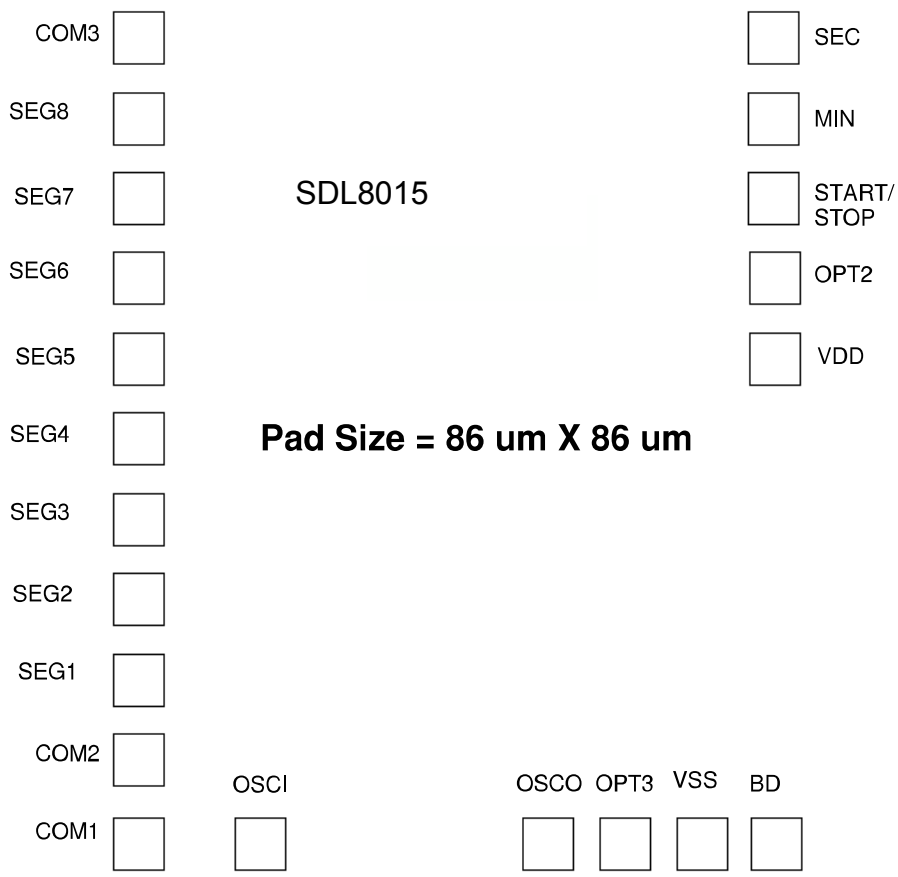 COM3
SEC
SEG8
MIN
SEG7
SDL8015
START/
STOP
SEG6
OPT2
SEG5
VDD
SEG4
Pad Size = 86 um X 86 um
SEG3
SEG2
SEG1
COM2
OSCI
OSCO
OPT3
VSS
BD
COM1